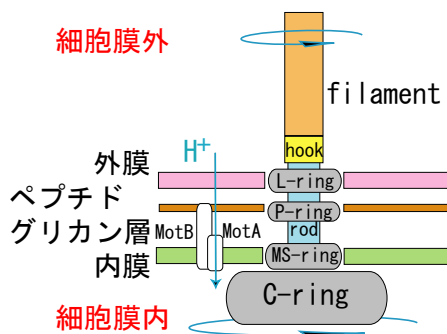 細胞膜外
filament
hook
H+
外膜
L-ring
ペプチド
P-ring
グリカン層
MotB
MotA
rod
内膜
MS-ring
C-ring
細胞膜内